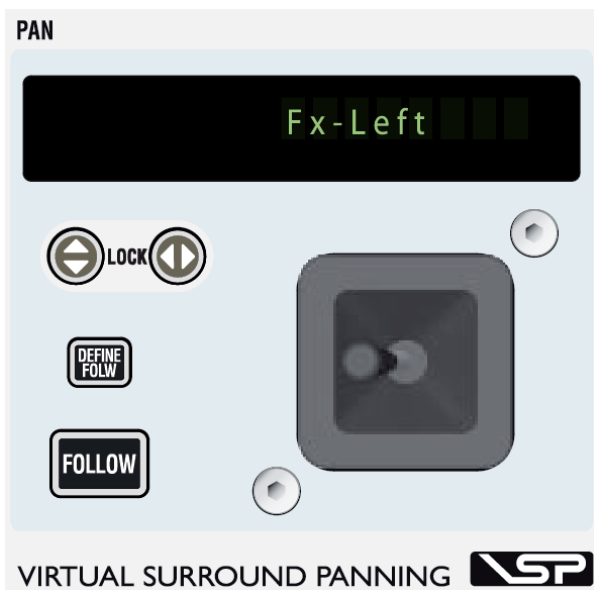 PAN
Fx-Left
LOCK
DEFINE
FOLW
FOLLOW
VIRTUAL SURROUND PANNING VSP